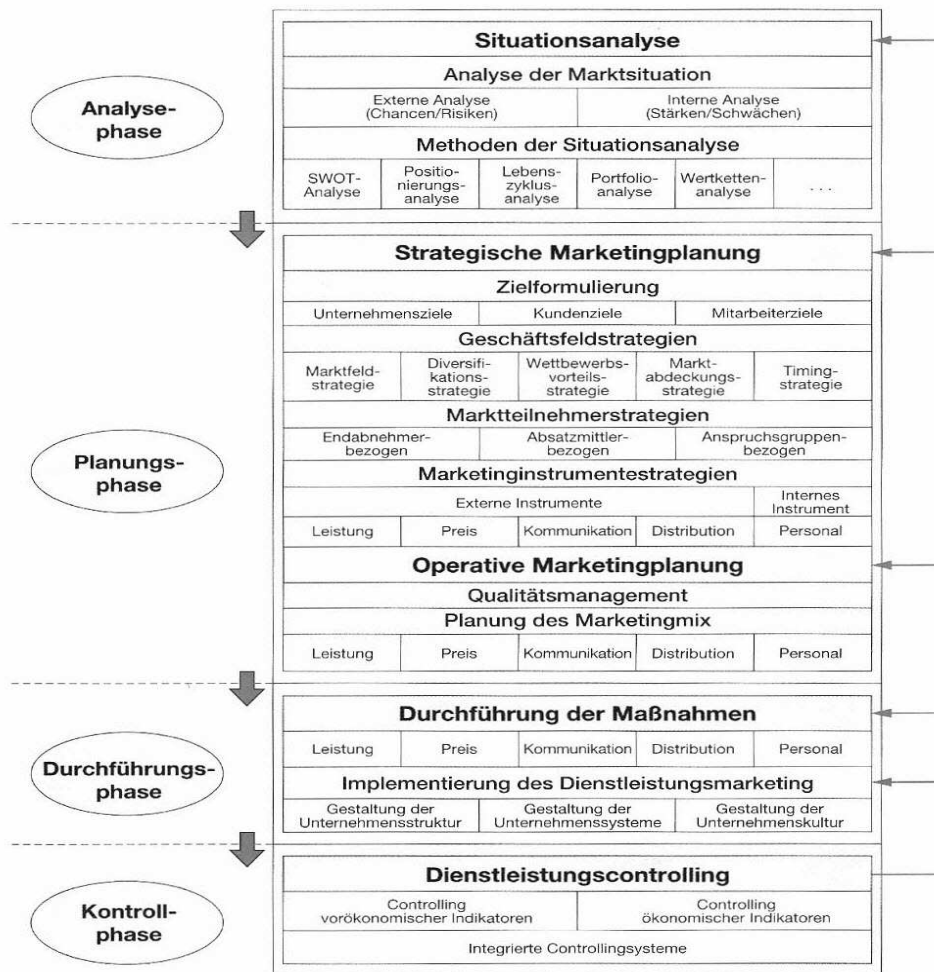 Situationsanalyse
Analyse der Marktsituation
Analyse-
phase
Externe Analyse
(Chancen/Risiken)
Interne Analyse
(Stärken/Schwächen)
Methoden der Situationsanalyse
SWOT-
Analyse
Positio-
nierungs-
analyse
Lebens-
zyklus-
analyse
Portfolio-
analyse
Wertketten-
analyse
. . .
Strategische Marketingplanung
Zielformulierung
Unternehmensziele
Kundenziele
Mitarbeiterziele
Geschäftsfeldstrategien
Marktfeld-
strategie
Diversifi-
kations-
strategie
Wettbewerbs-
vorteils-
strategie
Markt-
abdeckungs-
strategie
Timing-
strategie
Marktteilnehmerstrategien
Planungs-
phase
Endabnehmer-
bezogen
Absatzmittler-
bezogen
Anspruchsgruppen-
bezogen
Marketinginstrumentestrategien
Externe Instrumente
Internes
Instrument
Leistung
Preis
Kommunikation
Distribution
Personal
Operative Marketingplanung
Qualitätsmanagement
Planung des Marketingmix
Leistung
Preis
Kommunikation
Distribution
Personal
Durchführung der Maßnahmen
Durchführungs-
phase
Leistung
Preis
Kommunikation
Distribution
Personal
Implementierung des Dienstleistungsmarketing
Gestaltung der
Unternehmensstruktur
Gestaltung der
Unternehmenssysteme
Gestaltung der
Unternehmenskultur
Dienstleistungscontrolling
Kontroll-
phase
Controlling
vorökonomischer Indikatoren
Controlling
ökonomischer Indikatoren
Integrierte Controllingsysteme